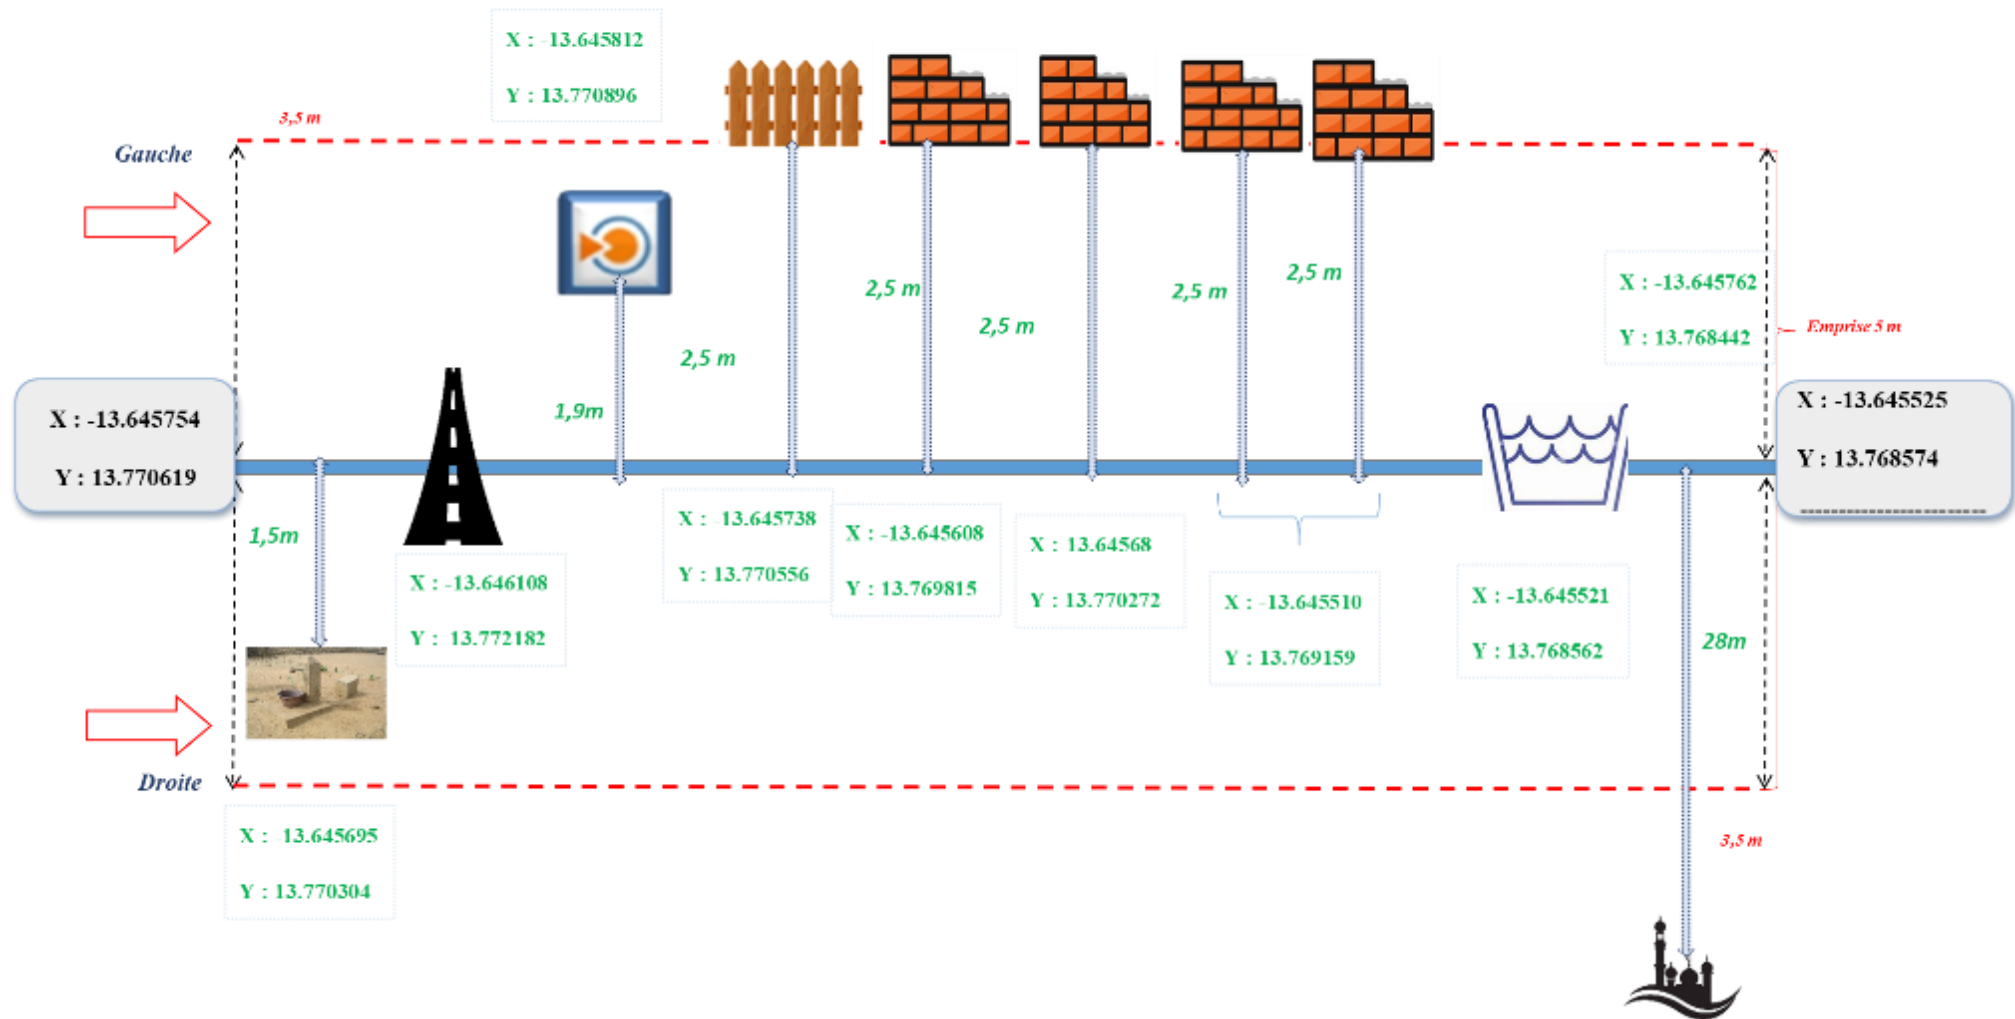 X : -13.645812
Y : 13.770896
3,5 m
Gauche
2,5 m
2,5 m
2,5 m
2,5 m
2,5 m
1,9m
X : -13.645762
Y : 13.768442
Emprise 5 m
X : -13.645754
Y : 13.770619
X : -13.645525
Y : 13.768574
------------------------
1,5m
X : -13.646108
Y : 13.772182
X : -13.645738
Y : 13.770556
X : -13.645608
Y : 13.769815
X : 13.64568
Y : 13.770272
X : -13.645510
Y : 13.769159
X : -13.645521
Y : 13.768562
28m
Droite
X : -13.645695
Y : 13.770304
3,5 m